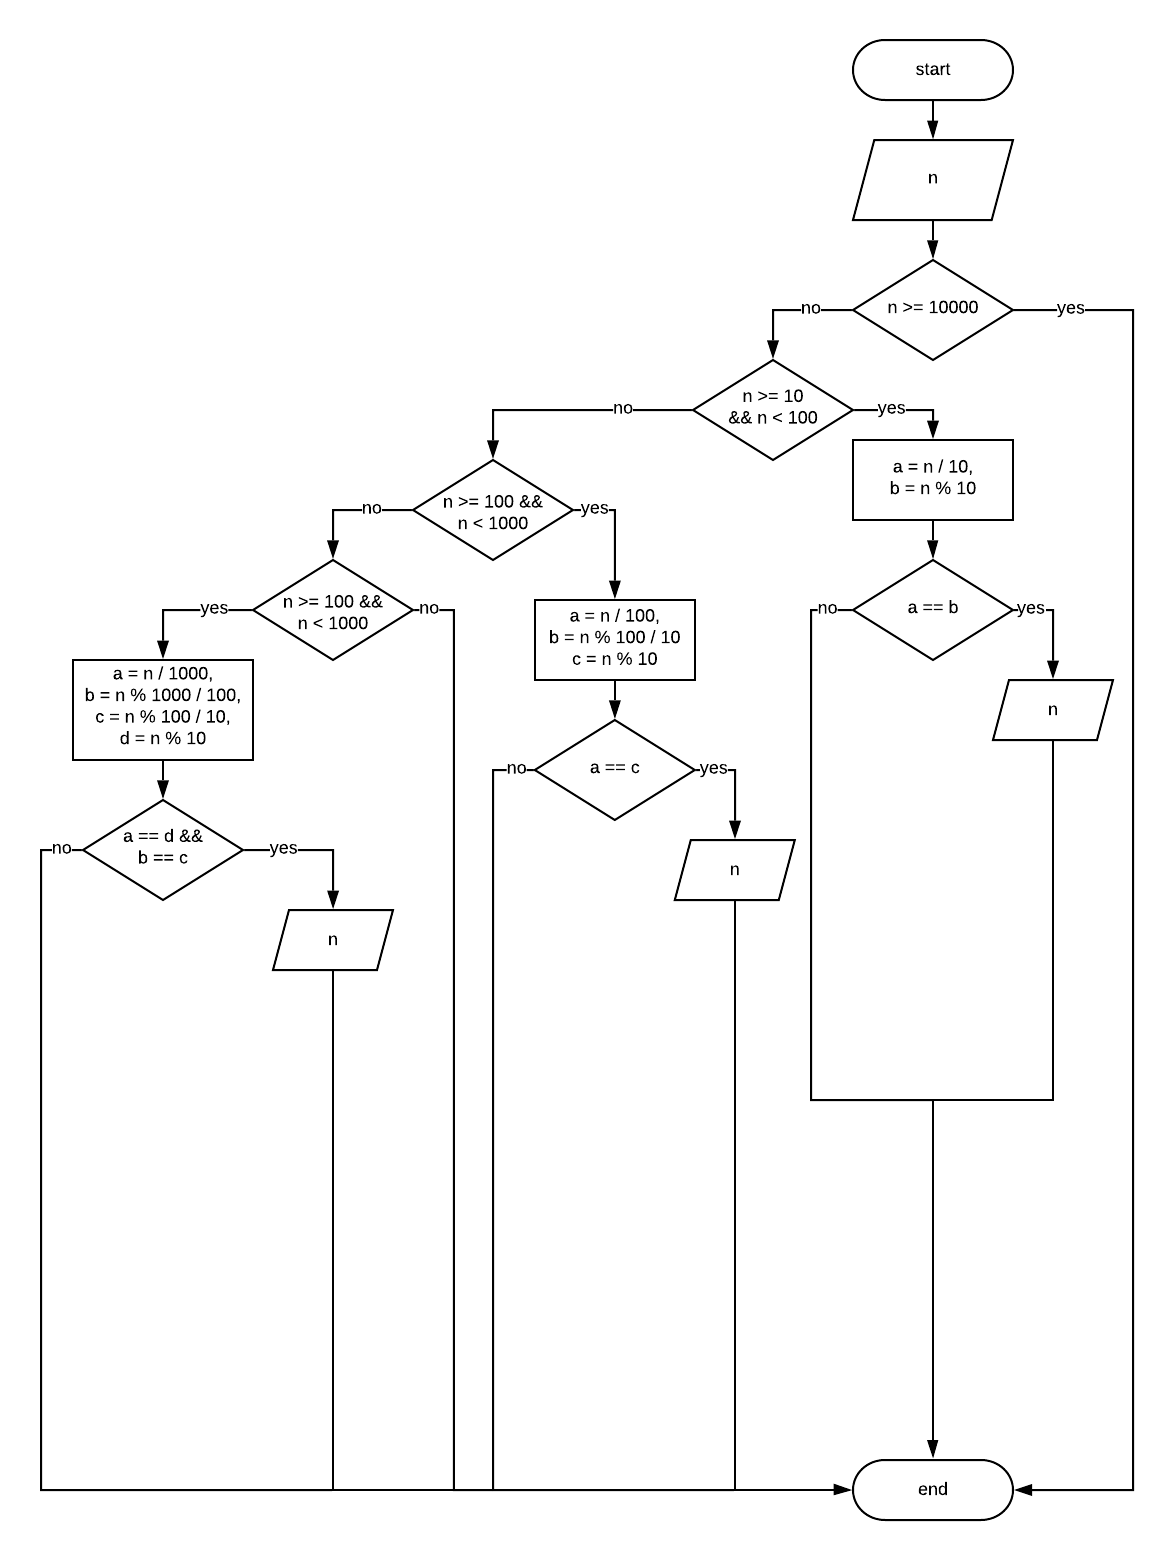 start
n
n >= 10000
no
yes
n >= 10
&& n < 100
no
yes
a = n / 10,
b = n % 10
n >= 100 &&
n < 1000
no
yes
n >= 100 &&
n < 1000
yes
no
a = n / 100,
b = n % 100 / 10
c = n % 10
a == b
no
yes
a = n / 1000,
b = n % 1000 / 100,
c = n % 100 / 10,
d = n % 10
n
a == c
no
yes
a == d &&
b == c
no
yes
n
n
end